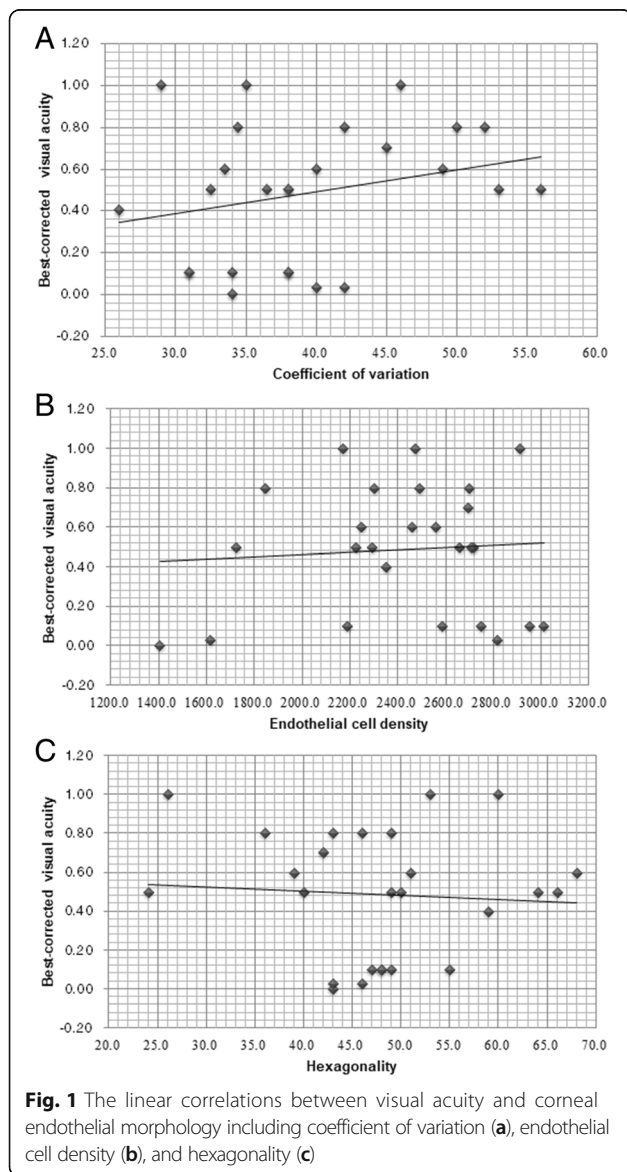 A
1.20
1.00
0.80
0.60
0.40
0.20
0.00
-0.20
Best-corrected visual acuity
25.0 30.0 35.0 40.0 45.0 50.0 55.0 60.0
Coefficient of variation
B
1.20
1.00
0.80
0.60
0.40
0.20
0.00
-0.20
Best-corrected visual acuity
1200.0 1400.0 1600.0 1800.0 2000.0 2200.0 2400.0 2600.0 2800.0 3000.0 3200.0
Endothelial cell density
C
1.20
1.00
0.80
0.60
0.40
0.20
0.00
-0.20
Best-corrected visual acuity
20.0 25.0 30.0 35.0 40.0 45.0 50.0 55.0 60.0 65.0 70.0
Hexagonality
Fig. 1 The linear correlations between visual acuity and corneal
endothelial morphology including coefficient of variation (a), endothelial
cell density (b), and hexagonality (c)